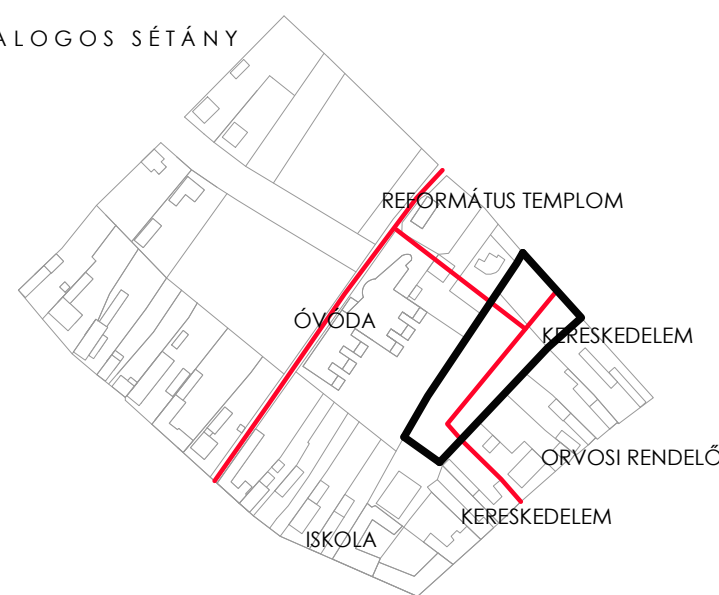 ALOGOS SÉTÁNY
REFORMÁTUS TEMPLOM
ÓVODA
KERESKEDELEM
ORVOSI RENDELŐ
KERESKEDELEM
ISKOLA